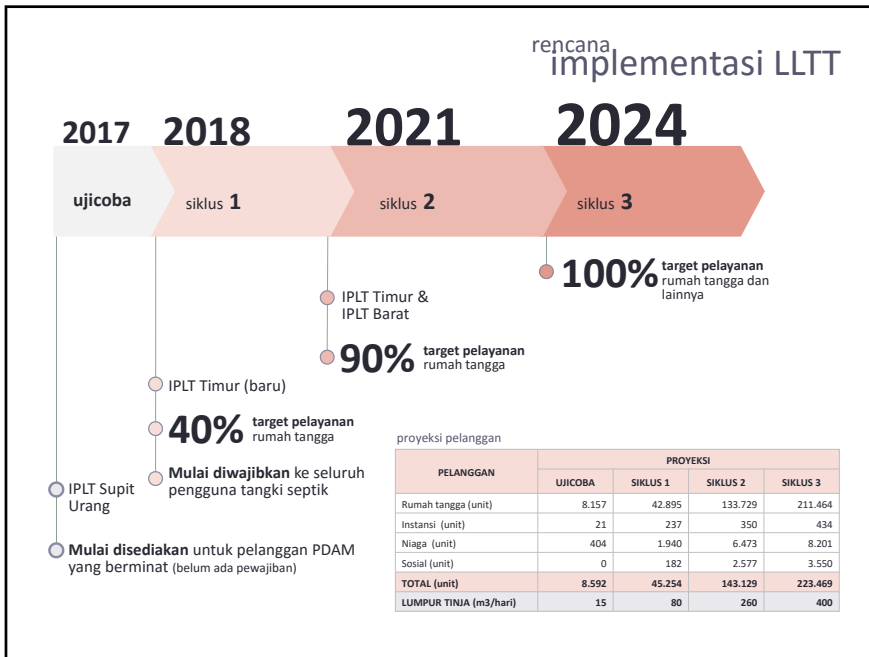 rencana
implementasi LLTT
2017 2018 2021 2024
ujicoba siklus 1 siklus 2 siklus 3
100% target pelayanan
rumah tangga dan
lainnya
IPLT Timur &
IPLT Barat
90% target pelayanan
rumah tangga
IPLT Timur (baru)
40% target pelayanan
rumah tangga
Mulai diwajibkan ke seluruh
pengguna tangki septik
IPLT Supit
Urang
Mulai disediakan untuk pelanggan PDAM
yang berminat (belum ada pewajiban)
proyeksi pelanggan
PELANGGAN PROYEKSI
UJICOBA SIKLUS 1 SIKLUS 2 SIKLUS 3
Rumah tangga (unit) 8.157 42.895 133.729 211.464
Instansi (unit) 21 237 350 434
Niaga (unit) 404 1.940 6.473 8.201
Sosial (unit) 0 182 2.577 3.550
TOTAL (unit) 8.592 45.254 143.129 223.469
LUMPUR TINJA (m3/hari) 15 80 260 400